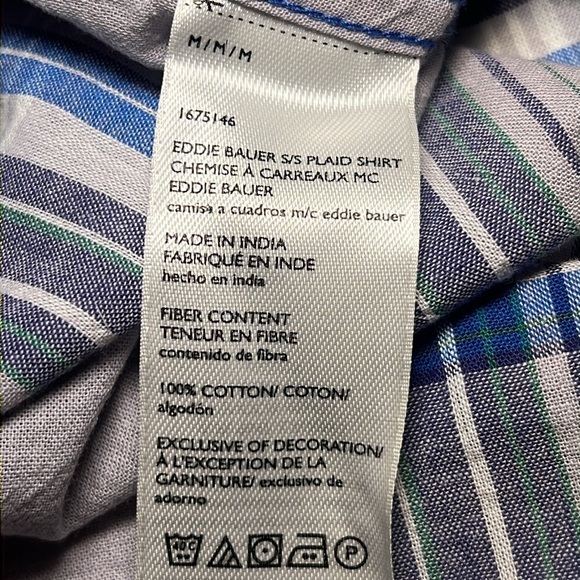 M/M/M
1675146
EDDIE BAUER S/S PLAID SHIRT
CHEMISE À CARREAUX MC
EDDIE BAUER
camisa a cuadros m/c eddie bauer
MADE IN INDIA
FABRIQUÉ EN INDE
hecho en india
FIBER CONTENT
TENEUR EN FIBRE
contenido de fibra
100% COTTON/ COTON/
algodón
EXCLUSIVE OF DECORATION/
À L'EXCEPTION DE LA
GARNITURE/ exclusivo de
adorno
40C P